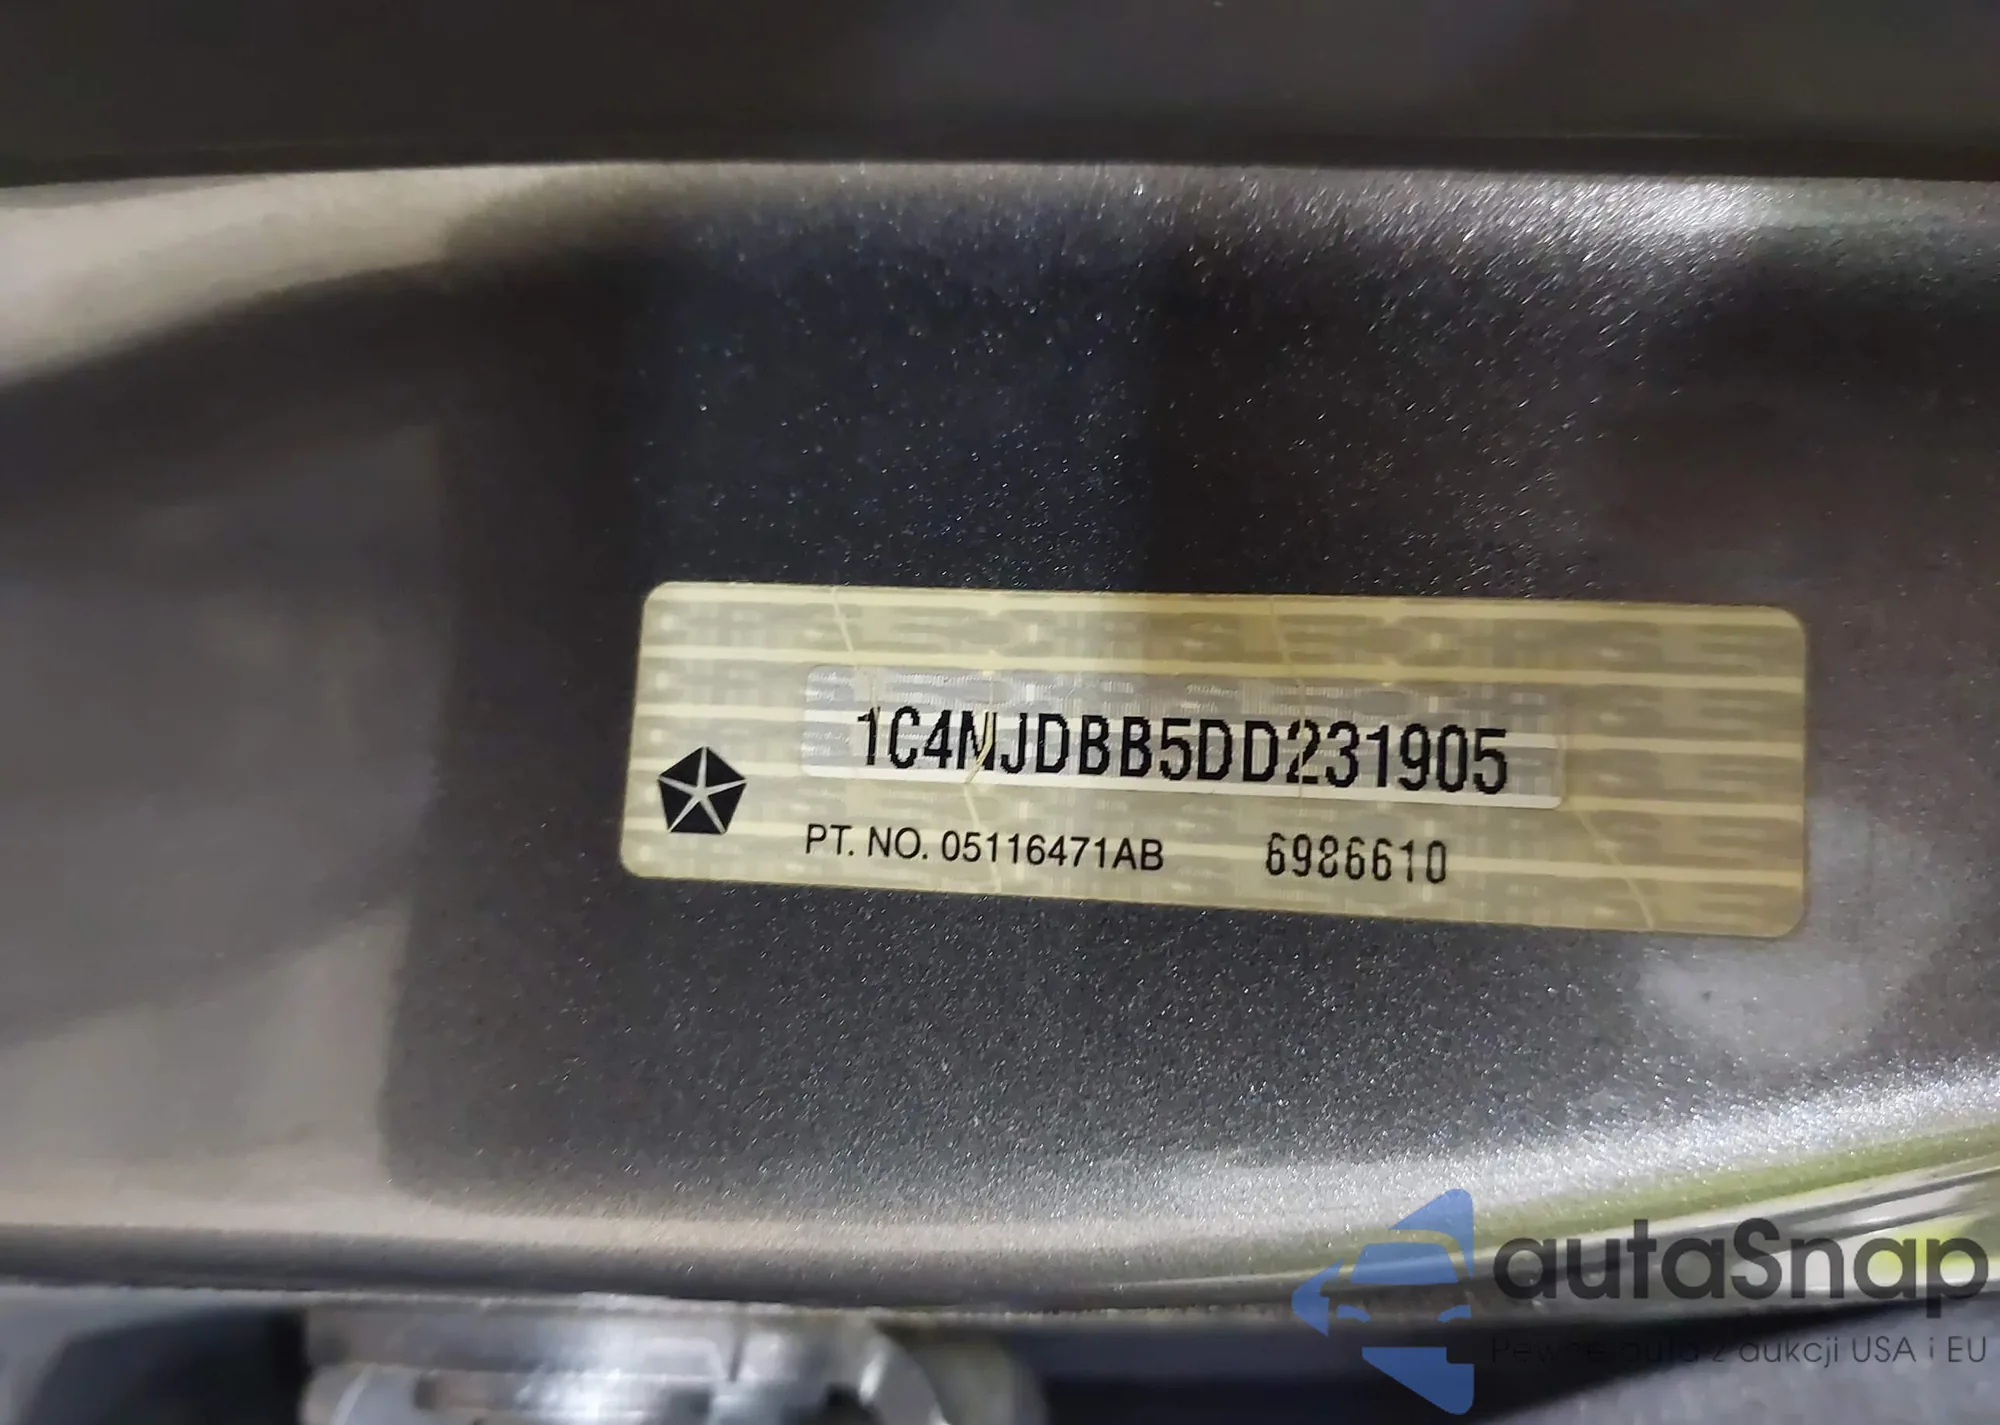 1C4NJDBB5DD231905
PT. NO. 05116471AB 6986610
autaSnap
Pewne auta z aukcji USA i EU